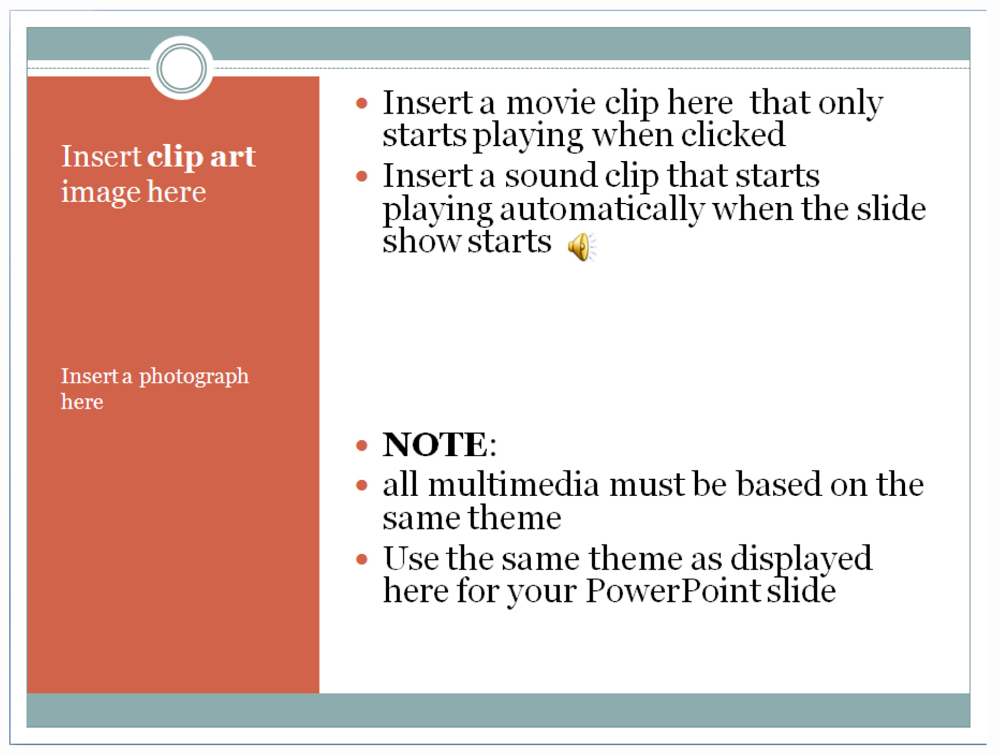 Insert clip art
image here
Insert a photograph
here
• Insert a movie clip here  that only
starts playing when clicked
• Insert a sound clip that starts
playing automatically when the slide
show starts
• NOTE:
• all multimedia must be based on the
same theme
• Use the same theme as displayed
here for your PowerPoint slide